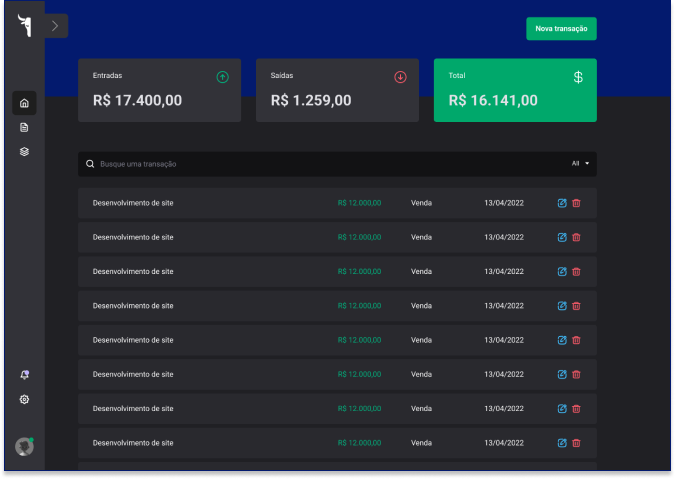 Nova transação
Entradas
R$ 17.400,00
Saídas
R$ 1.259,00
Total
$
R$ 16.141,00
Busque uma transação
All
Desenvolvimento de site R$ 12.000,00 Venda 13/04/2022
Desenvolvimento de site R$ 12.000,00 Venda 13/04/2022
Desenvolvimento de site R$ 12.000,00 Venda 13/04/2022
Desenvolvimento de site R$ 12.000,00 Venda 13/04/2022
Desenvolvimento de site R$ 12.000,00 Venda 13/04/2022
Desenvolvimento de site R$ 12.000,00 Venda 13/04/2022
Desenvolvimento de site R$ 12.000,00 Venda 13/04/2022
Desenvolvimento de site R$ 12.000,00 Venda 13/04/2022